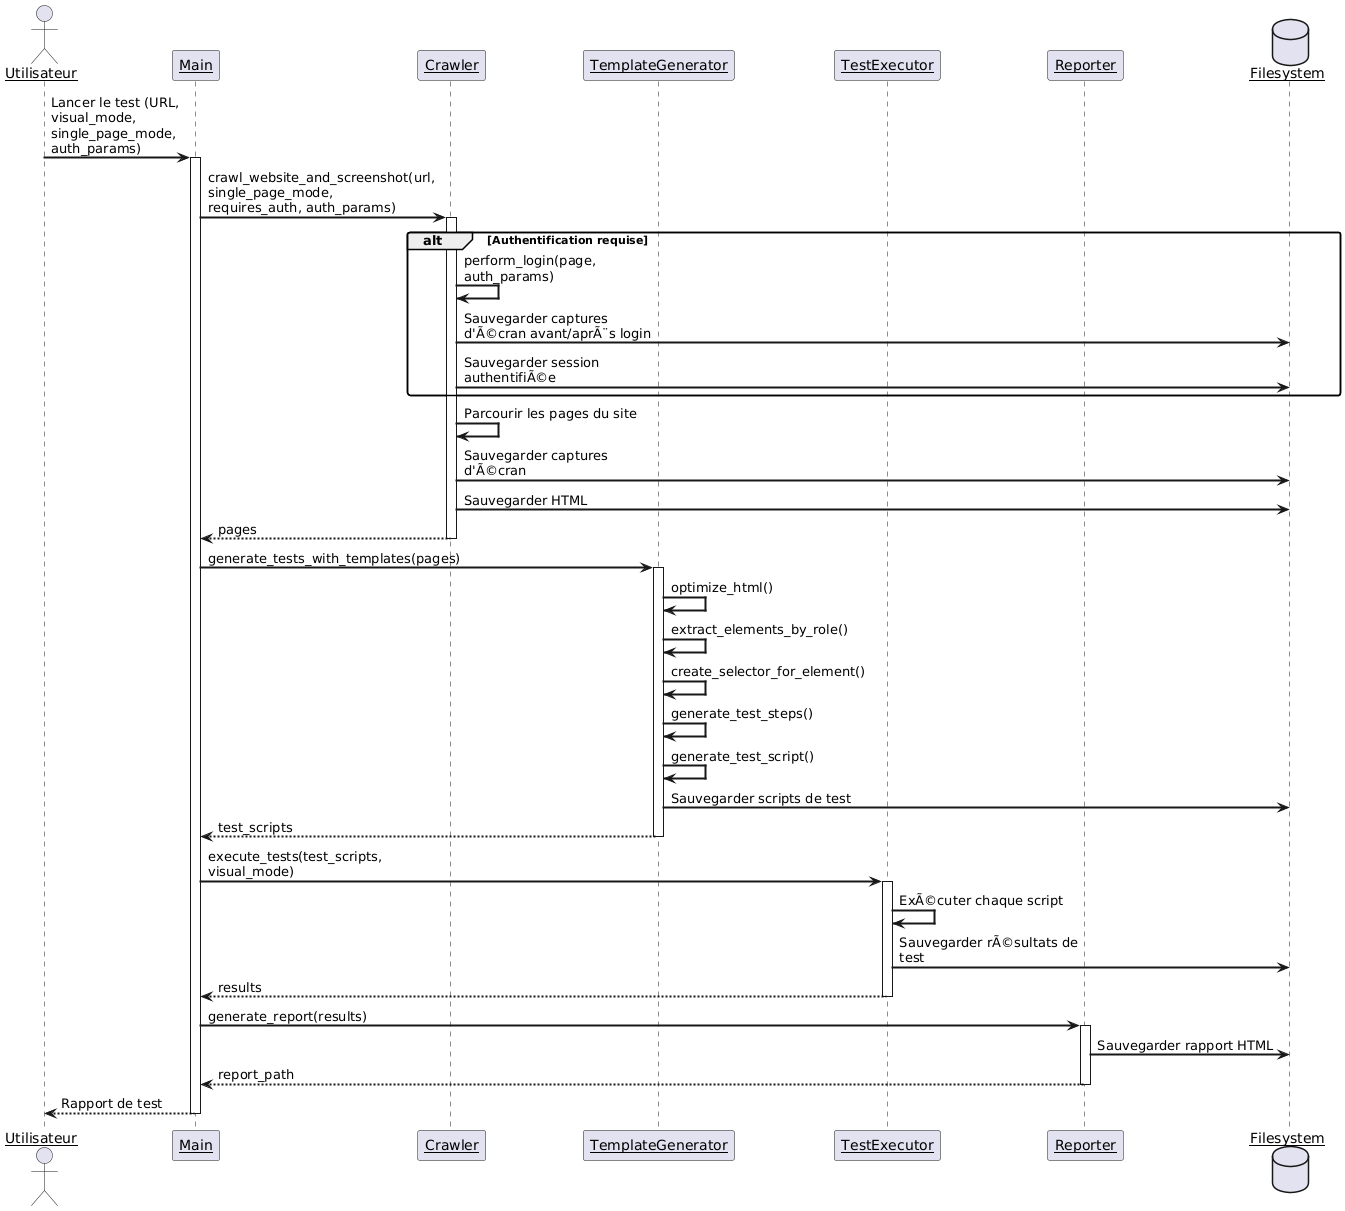 Utilisateur
Main
Crawler
TemplateGenerator
TestExecutor
Reporter
Filesystem
Lancer le test (URL,
visual_mode,
single_page_mode,
auth_params)
crawl_website_and_screenshot(url,
single_page_mode,
requires_auth, auth_params)
alt
[Authentification requise]
perform_login(page,
auth_params)
Sauvegarder captures
d'Ã©cran avant/aprÃ¨s login
Sauvegarder session
authentifiÃ©e
Parcourir les pages du site
Sauvegarder captures
d'Ã©cran
Sauvegarder HTML
pages
generate_tests_with_templates(pages)
optimize_html()
extract_elements_by_role()
create_selector_for_element()
generate_test_steps()
generate_test_script()
Sauvegarder scripts de test
test_scripts
execute_tests(test_scripts,
visual_mode)
ExÃ©cuter chaque script
Sauvegarder rÃ©sultats de
test
results
generate_report(results)
Sauvegarder rapport HTML
report_path
Rapport de test
Utilisateur
Main
Crawler
TemplateGenerator
TestExecutor
Reporter
Filesystem